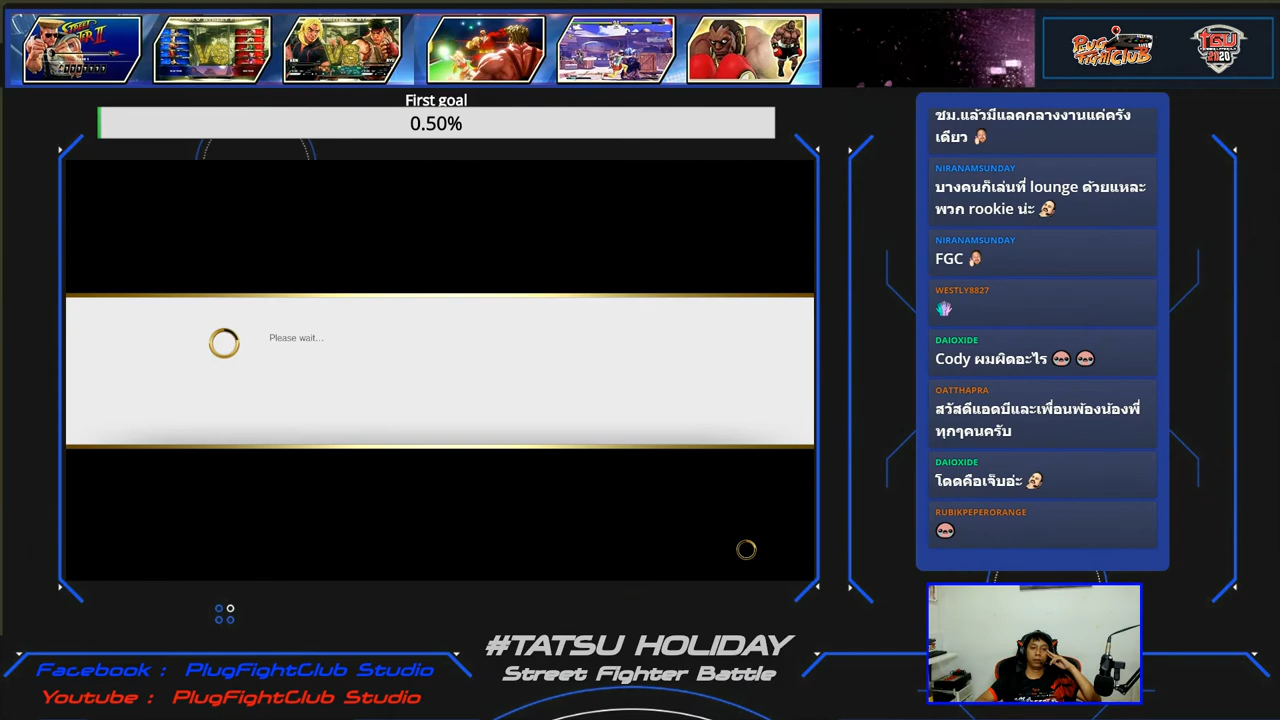 First goal
0.50%
Please wait...
ชม.แล้วมีแลคกลางงานแค่ครั้ง
เดียว
NIRANAMSUNDAY
บางคนก็เล่นที่ lounge ด้วยแหละ
พวก rookie น่ะ
NIRANAMSUNDAY
FGC
WESTLY8827
DAIOXIDE
Cody ผมผิดอะไร
OATTHAPRA
สวัสดีแอดบีและเพื่อนพ้องน้องพี่
ทุกๆคนครับ
DAIOXIDE
โดดคือเจ็บอ่ะ
RUBIKPEPERORANGE
#TATSU HOLIDAY
Street Fighter Battle
Facebook : PlugFightClub Studio
Youtube : PlugFightClub Studio